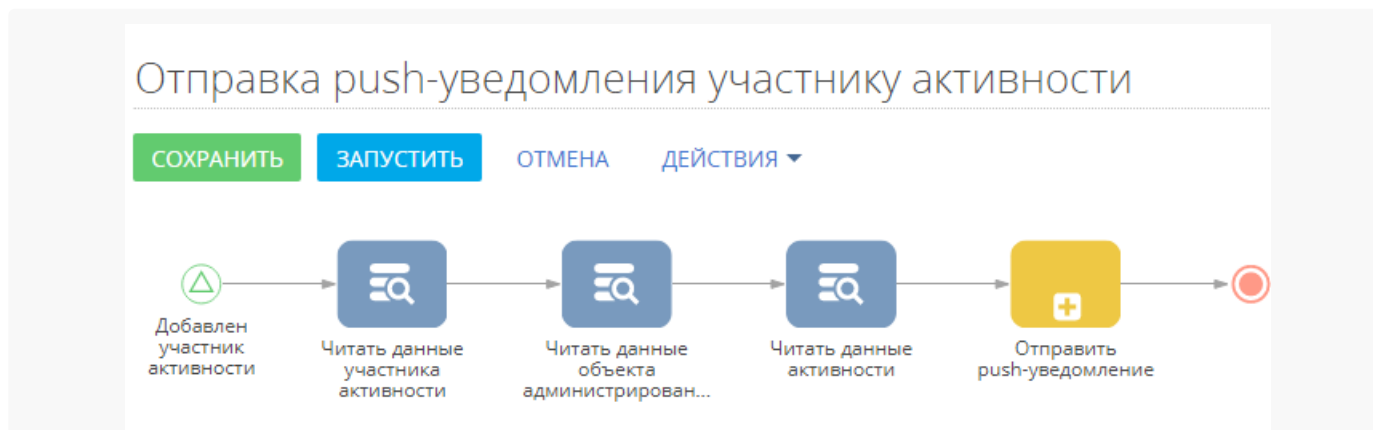 Отправка push-уведомления участнику активности
СОХРАНИТЬ ЗАПУСТИТЬ ОТМЕНА ДЕЙСТВИЯ
Добавлен
участник
активности
Читать данные
участника
активности
Читать данные
объекта
администрирован...
Читать данные
активности
Отправить
push-уведомление